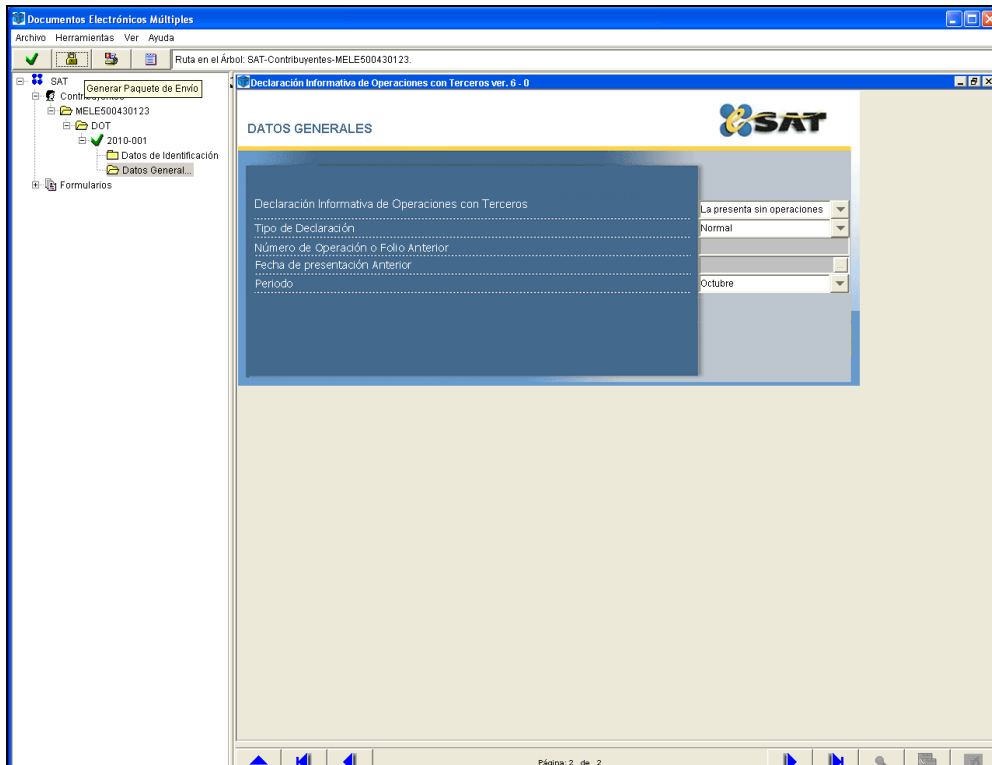 Documentos Electrónicos Múltiples
Archivo Herramientas Ver Ayuda
Ruta en el Árbol: SAT-Contribuyentes-MELE500430123.
SAT
Generar Paquete de Envío
MELE500430123
DOT
2010-001
Datos de Identificación
Datos General...
Formularios
Declaración Informativa de Operaciones con Terceros ver. 6 - 0
DATOS GENERALES
SAT
Declaración Informativa de Operaciones con Terceros
La presenta sin operaciones
Tipo de Declaración
Normal
Número de Operación o Folio Anterior
Fecha de presentación Anterior
Periodo
Octubre
Página: 2 de 2